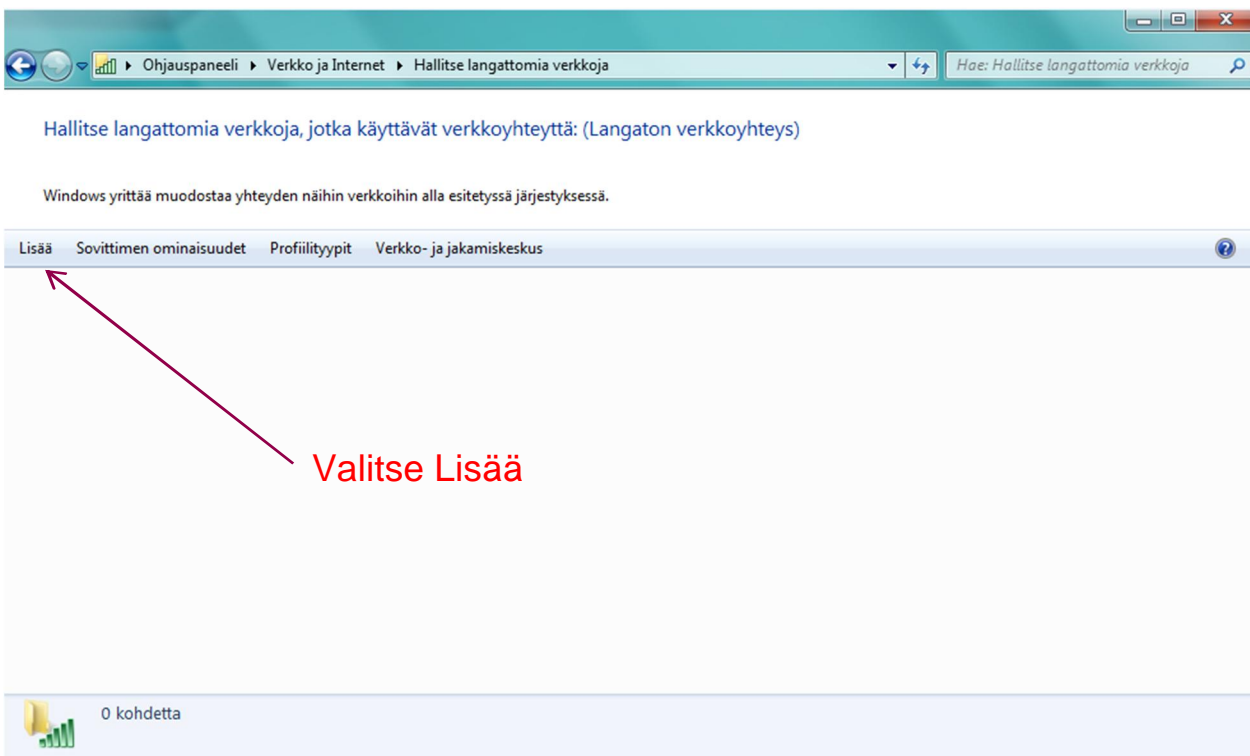 Ohjauspaneeli Verkko ja Internet Hallitse langattomia verkkoja Hae: Hallitse langattomia verkkoja
Hallitse langattomia verkkoja, jotka käyttävät verkkoyhteyttä: (Langaton verkkoyhteys)
Windows yrittää muodostaa yhteyden näihin verkkoihin alla esitetyssä järjestyksessä.
Lisää Sovittimen ominaisuudet Profiilityypit Verkko- ja jakamiskeskus
Valitse Lisää
0 kohdetta